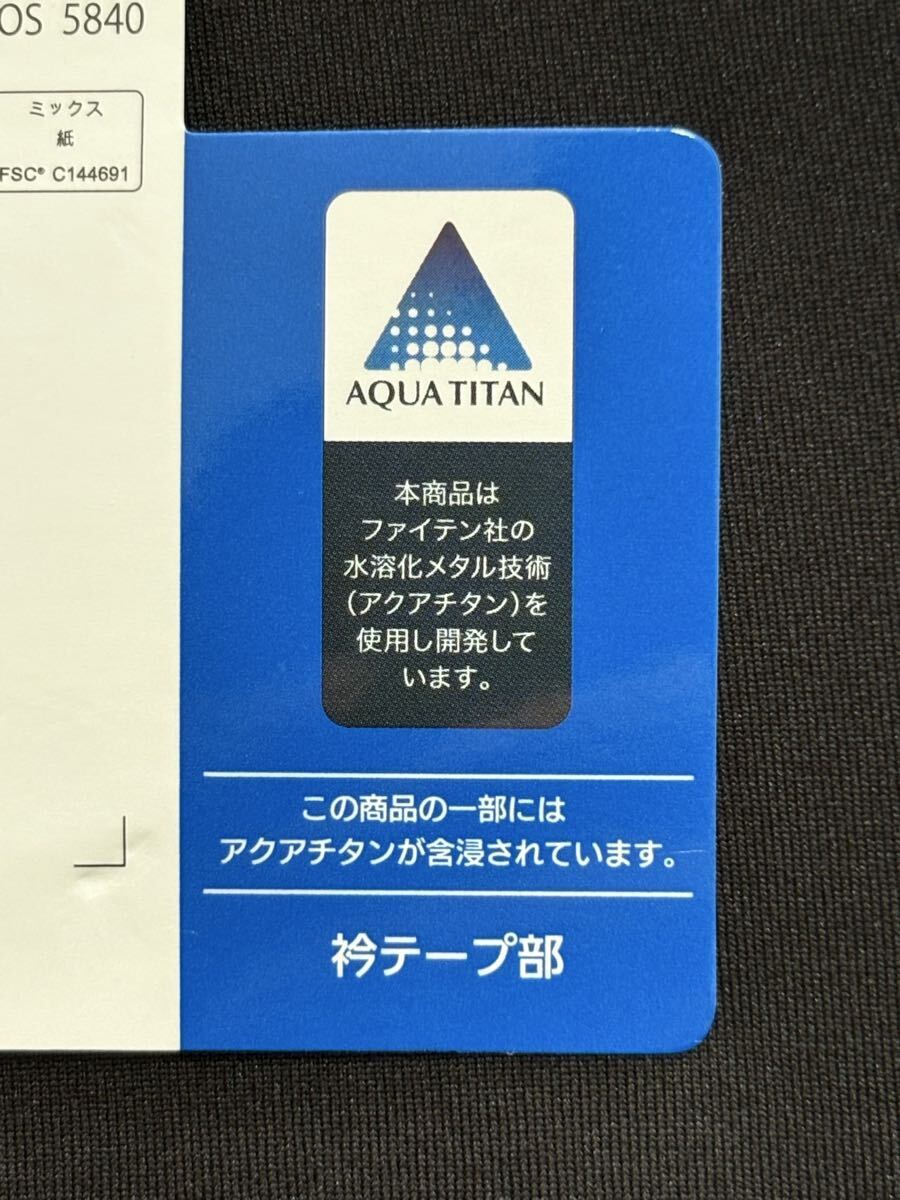 OS 5840
ミックス
紙
FSC® C144691
AQUA TITAN
本商品は
ファイテン社の
水溶化メタル技術
(アクアチタン)を
使用し開発して
います。
この商品の一部には
アクアチタンが含浸されています。
衿テープ部